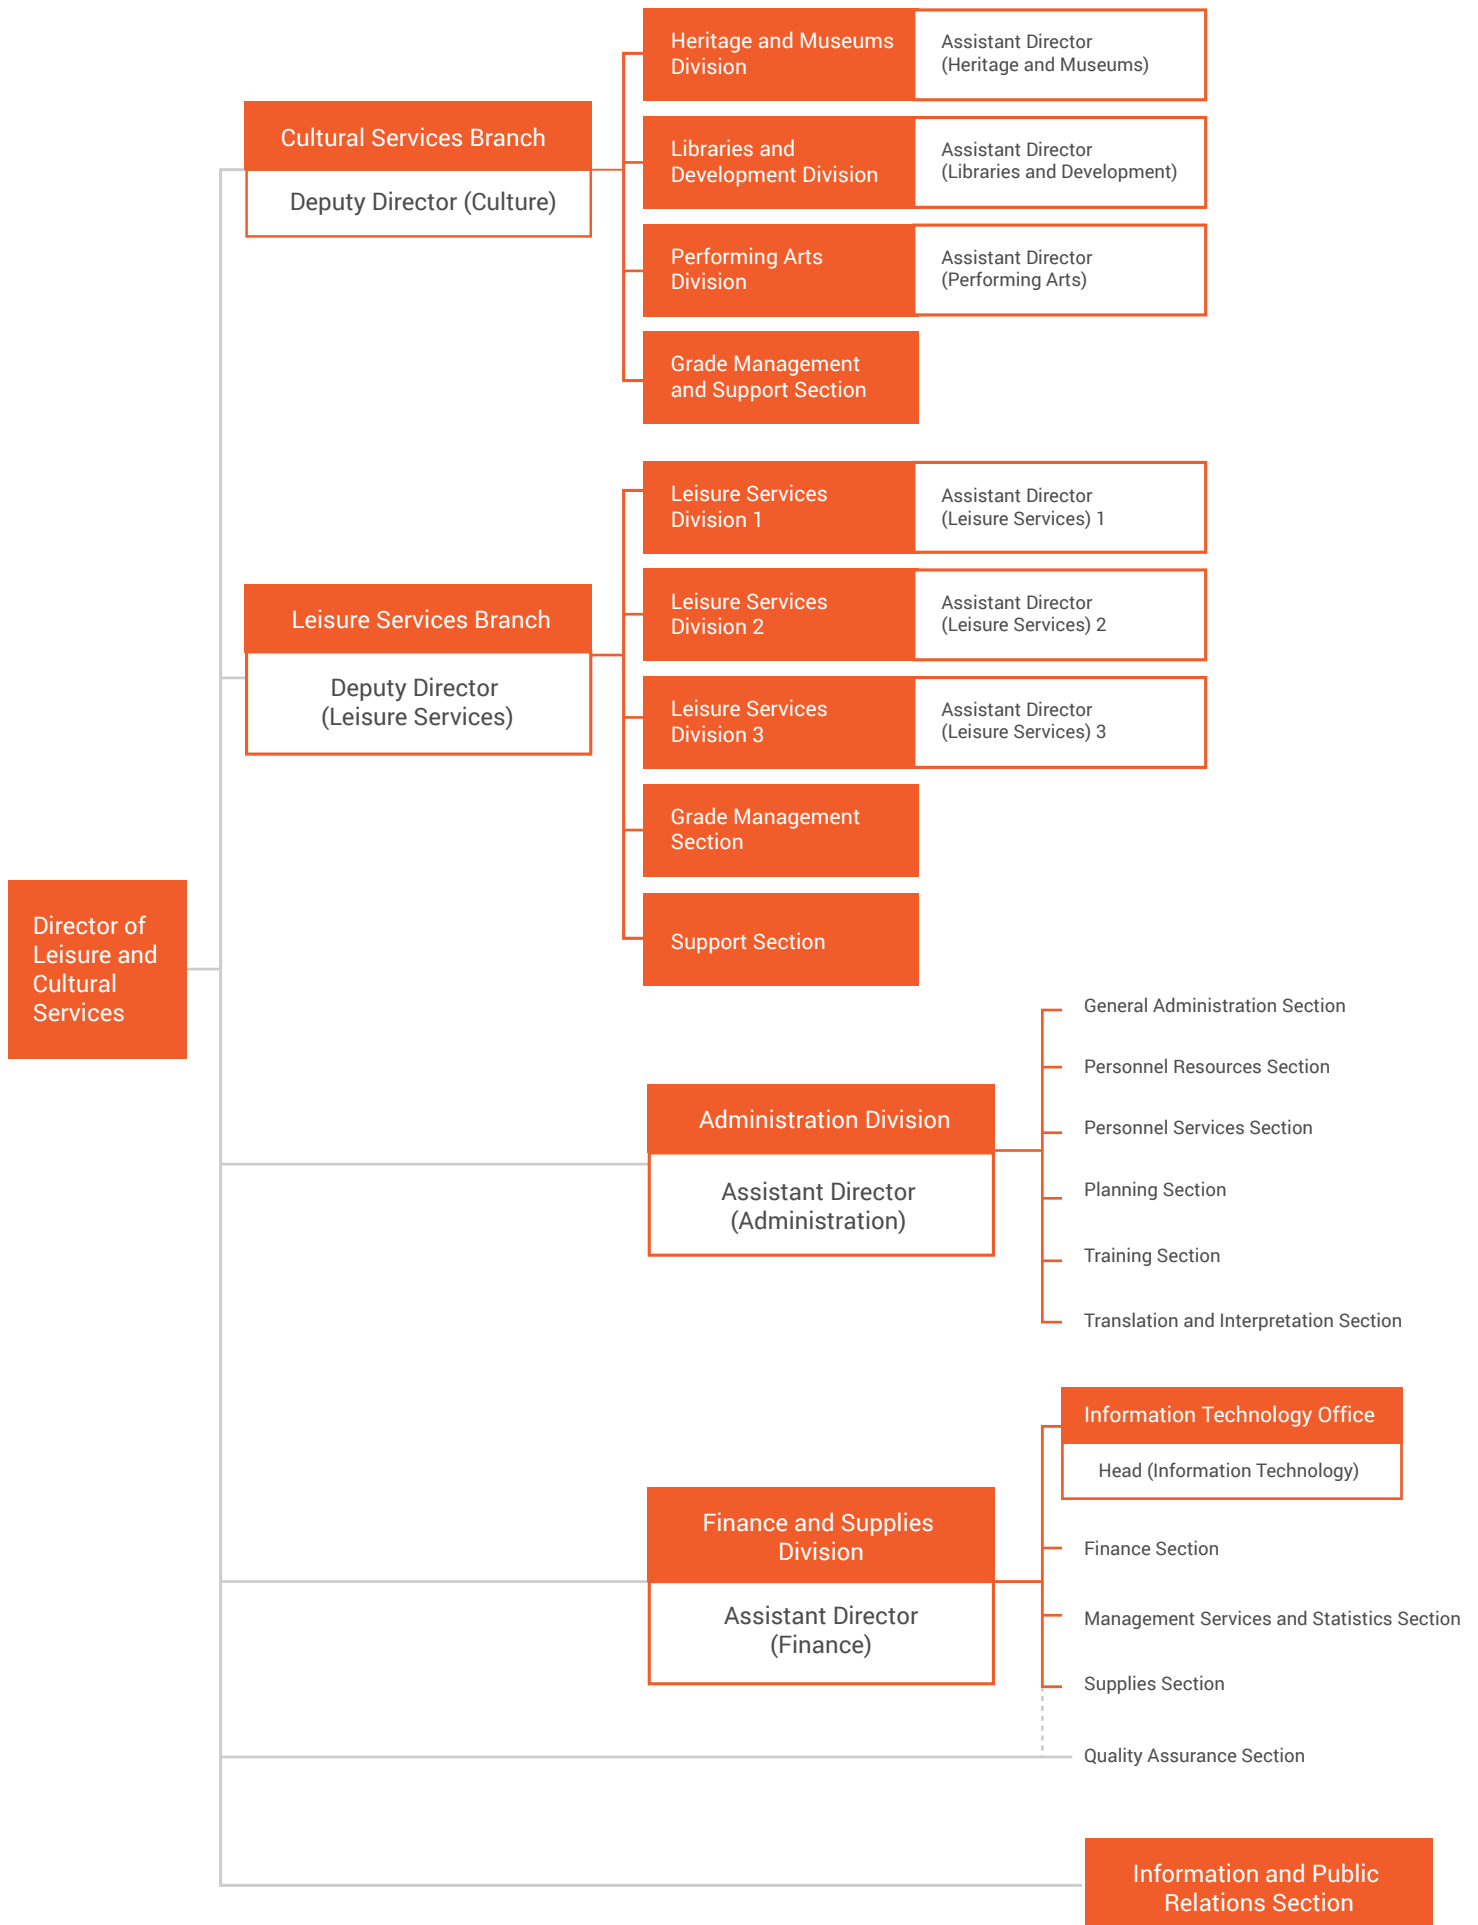 Director of
Leisure and
Cultural
Services
Cultural Services Branch
Deputy Director (Culture)
Heritage and Museums
Division
Assistant Director
(Heritage and Museums)
Libraries and
Development Division
Assistant Director
(Libraries and Development)
Performing Arts
Division
Assistant Director
(Performing Arts)
Grade Management
and Support Section
Leisure Services Branch
Deputy Director
(Leisure Services)
Leisure Services
Division 1
Assistant Director
(Leisure Services) 1
Leisure Services
Division 2
Assistant Director
(Leisure Services) 2
Leisure Services
Division 3
Assistant Director
(Leisure Services) 3
Grade Management
Section
Support Section
Administration Division
Assistant Director
(Administration)
General Administration Section
Personnel Resources Section
Personnel Services Section
Planning Section
Training Section
Translation and Interpretation Section
Finance and Supplies
Division
Assistant Director
(Finance)
Information Technology Office
Head (Information Technology)
Finance Section
Management Services and Statistics Section
Supplies Section
Quality Assurance Section
Information and Public
Relations Section